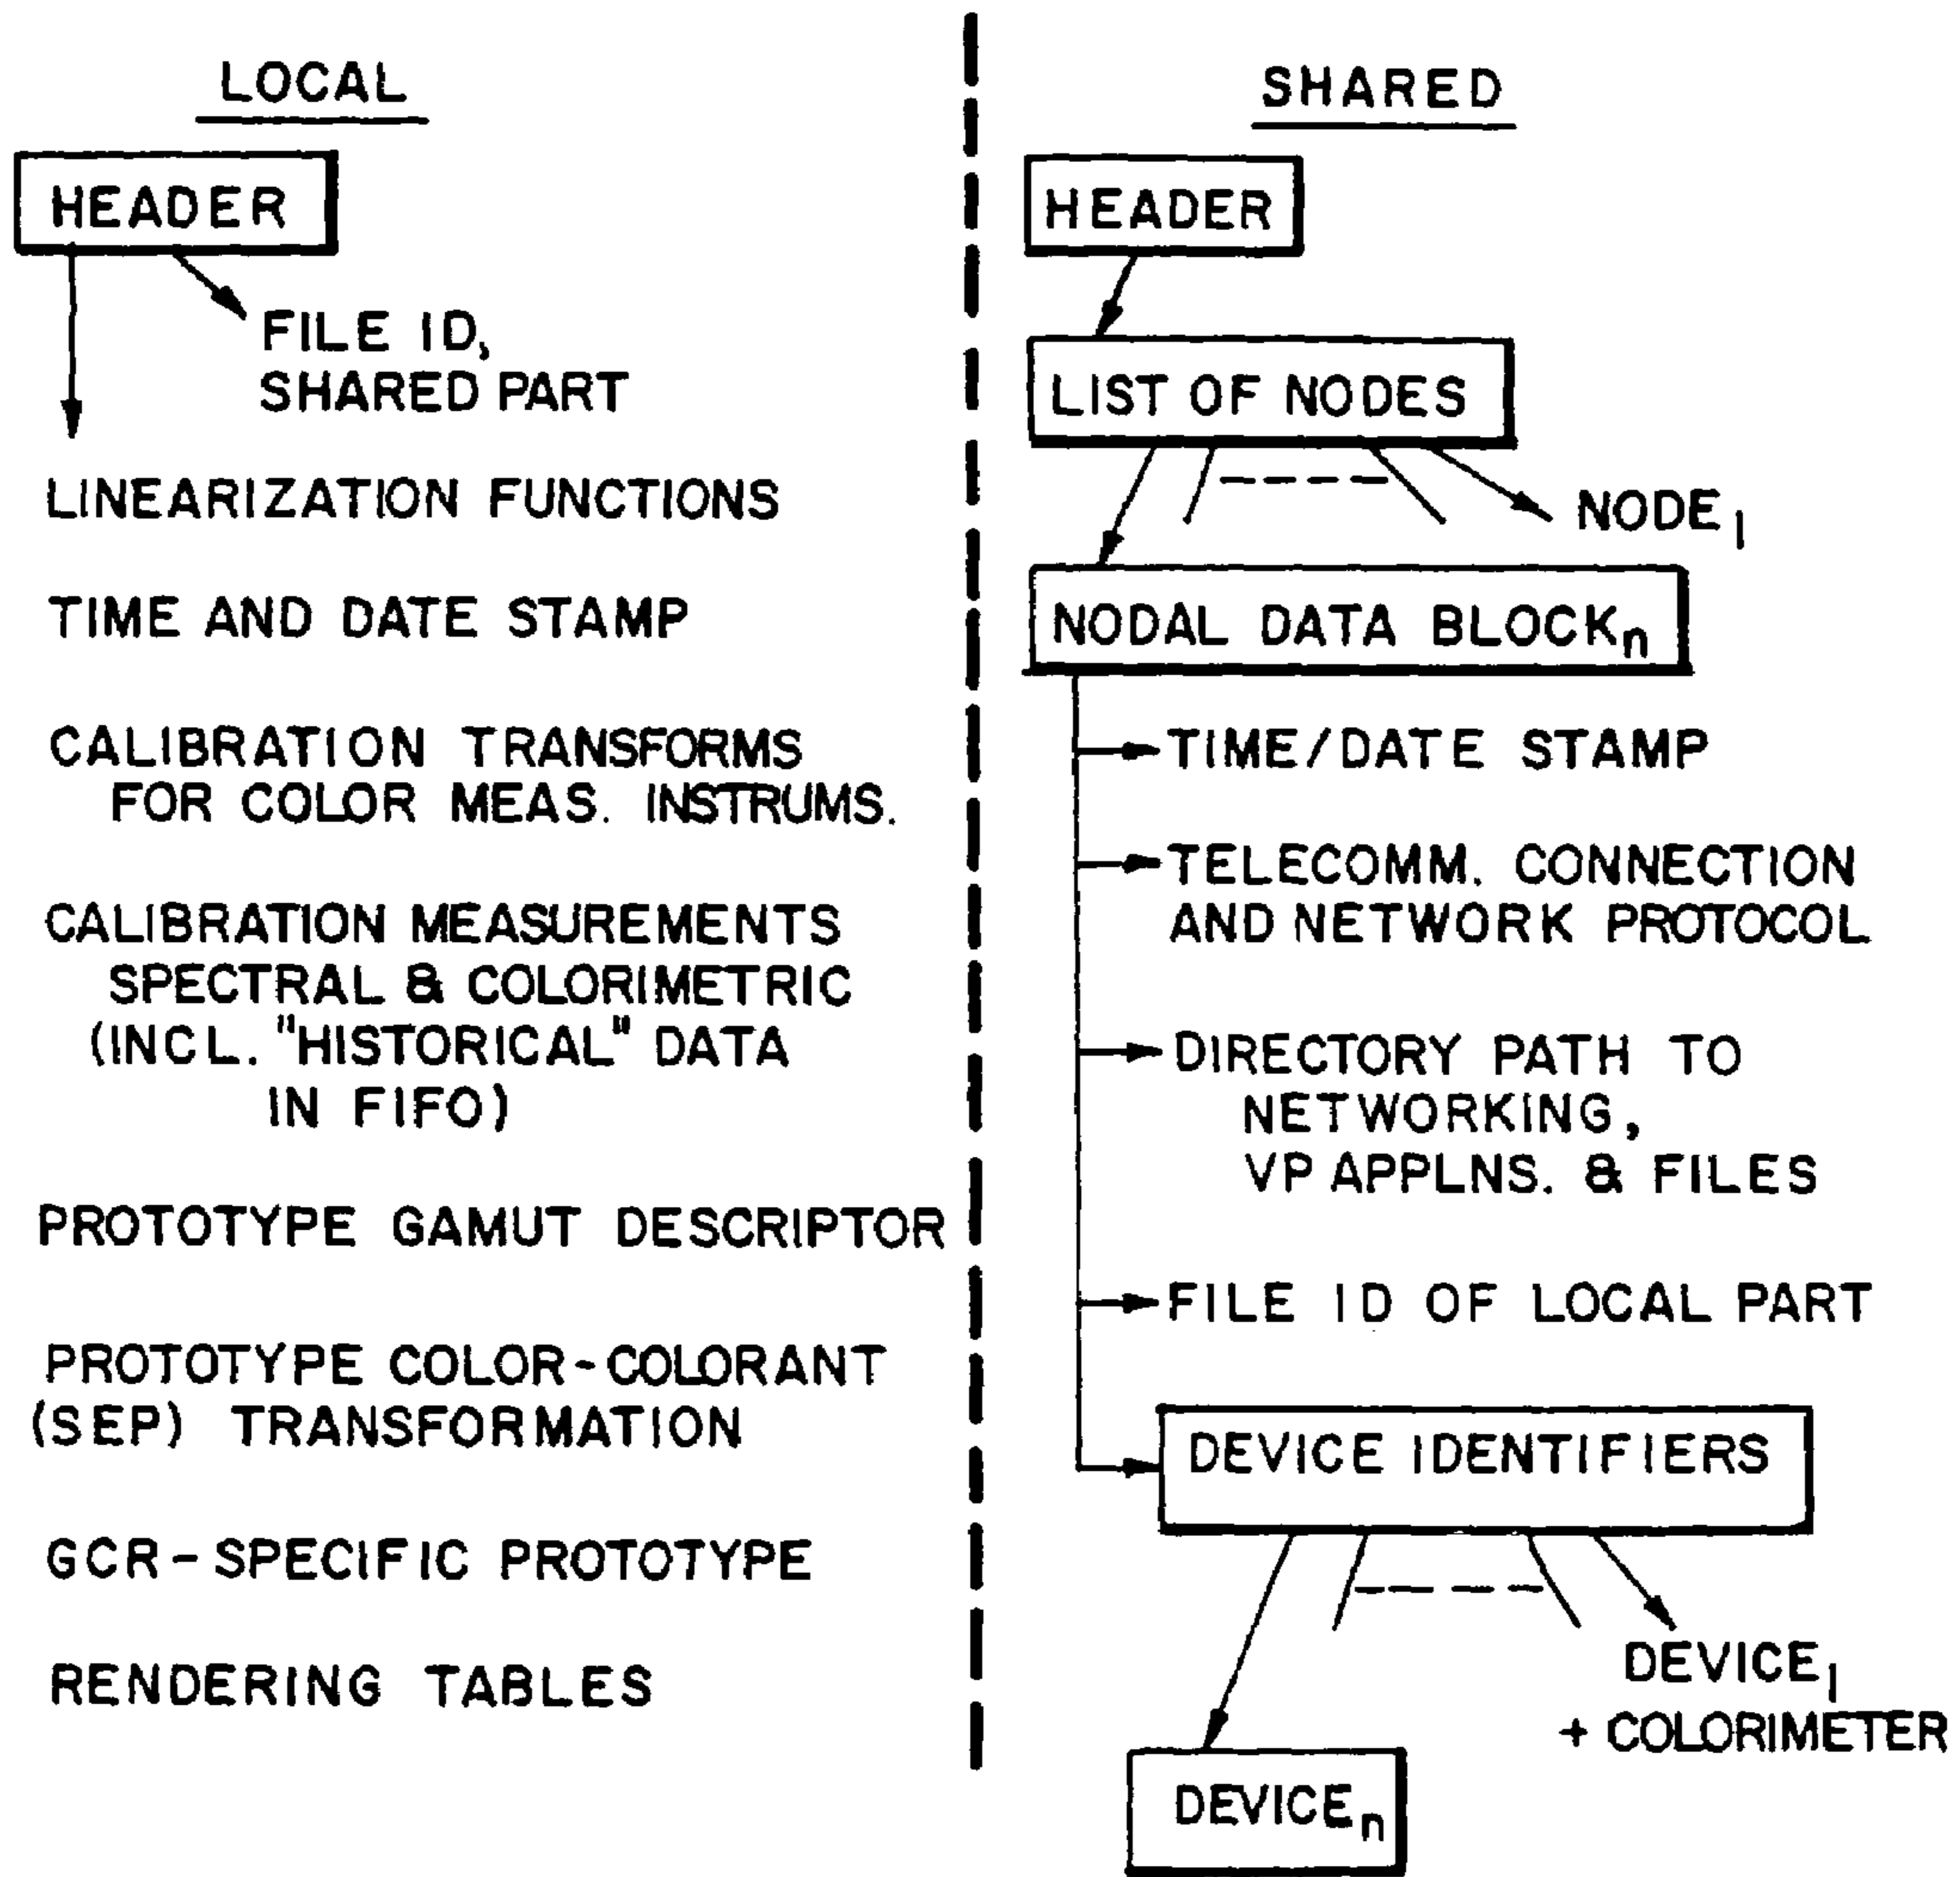 LOCAL
HEADER
FILE ID,
SHARED PART
LINEARIZATION FUNCTIONS
TIME AND DATE STAMP
CALIBRATION TRANSFORMS
FOR COLOR MEAS. INSTRUMS.
CALIBRATION MEASUREMENTS
SPECTRAL & COLORIMETRIC
(INCL. "HISTORICAL" DATA
IN FIFO)
PROTOTYPE GAMUT DESCRIPTOR
PROTOTYPE COLOR-COLORANT
(SEP) TRANSFORMATION
GCR-SPECIFIC PROTOTYPE
RENDERING TABLES
SHARED
HEADER
LIST OF NODES
NODE1
NODAL DATA BLOCKn
TIME/DATE STAMP
TELECOMM. CONNECTION
AND NETWORK PROTOCOL
DIRECTORY PATH TO
NETWORKING,
VP APPLNS. & FILES
FILE ID OF LOCAL PART
DEVICE IDENTIFIERS
DEVICE1
+ COLORIMETER
DEVICEn